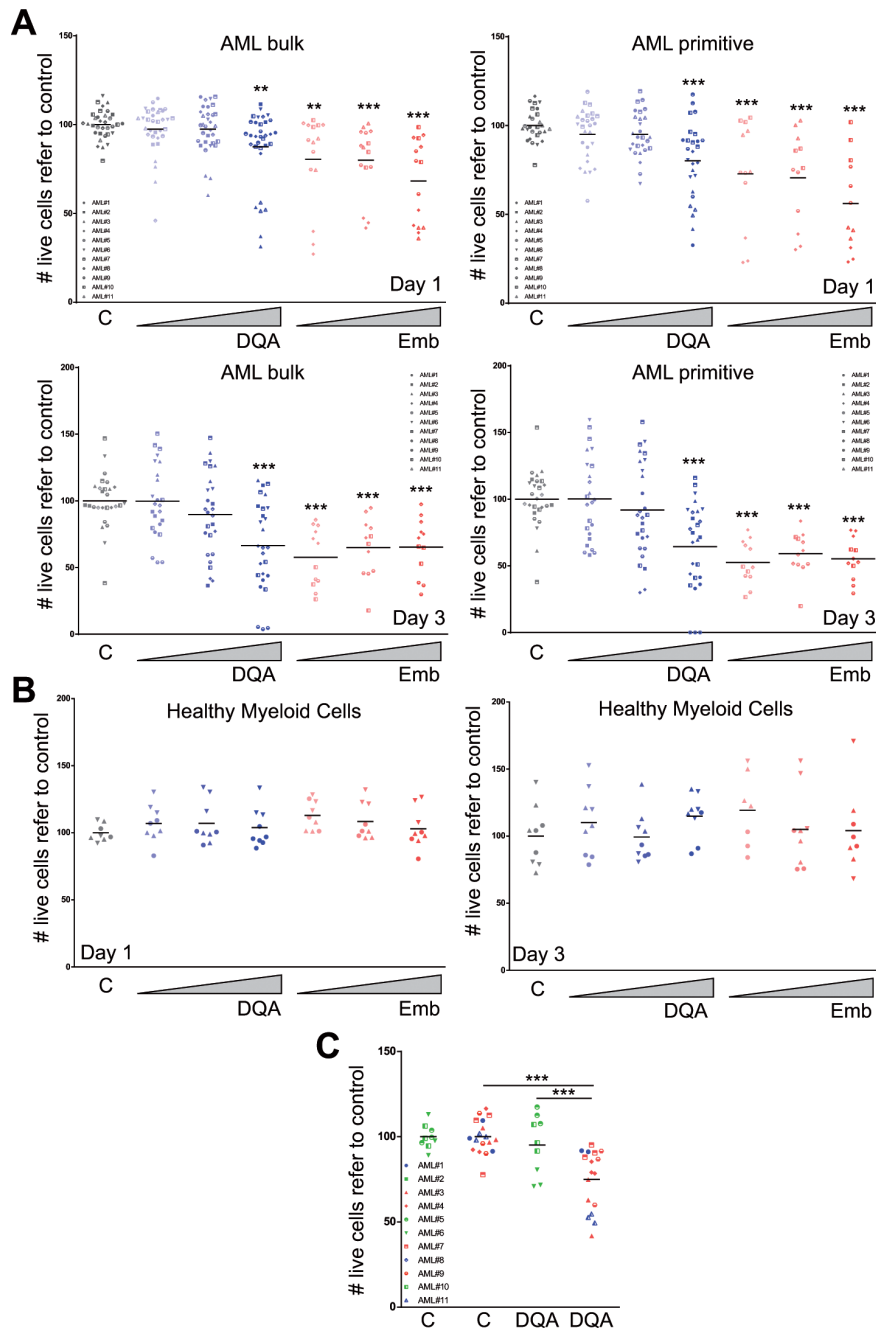 A
AML bulk
# live cells refer to control
150
100
50
0
** ** *** ***
AML#1
AML#2
AML#3
AML#4
AML#5
AML#6
AML#7
AML#8
AML#9
AML#10
AML#11
Day 1
C
DQA
Emb
AML primitive
# live cells refer to control
150
100
50
0
*** *** *** ***
AML#1
AML#2
AML#3
AML#4
AML#5
AML#6
AML#7
AML#8
AML#9
AML#10
AML#11
Day 1
C
DQA
Emb
AML bulk
# live cells refer to control
200
150
100
50
0
*** *** *** ***
AML#1
AML#2
AML#3
AML#4
AML#5
AML#6
AML#7
AML#8
AML#9
AML#10
AML#11
Day 3
C
DQA
Emb
AML primitive
# live cells refer to control
200
150
100
50
0
*** *** *** ***
AML#1
AML#2
AML#3
AML#4
AML#5
AML#6
AML#7
AML#8
AML#9
AML#10
AML#11
Day 3
C
DQA
Emb
B
Healthy Myeloid Cells
# live cells refer to control
200
150
100
50
0
Day 1
C
DQA
Emb
Healthy Myeloid Cells
# live cells refer to control
200
150
100
50
0
Day 3
C
DQA
Emb
C
# live cells refer to control
150
100
50
0
***
***
AML#1
AML#2
AML#3
AML#4
AML#5
AML#6
AML#7
AML#8
AML#9
AML#10
AML#11
C C DQA DQA